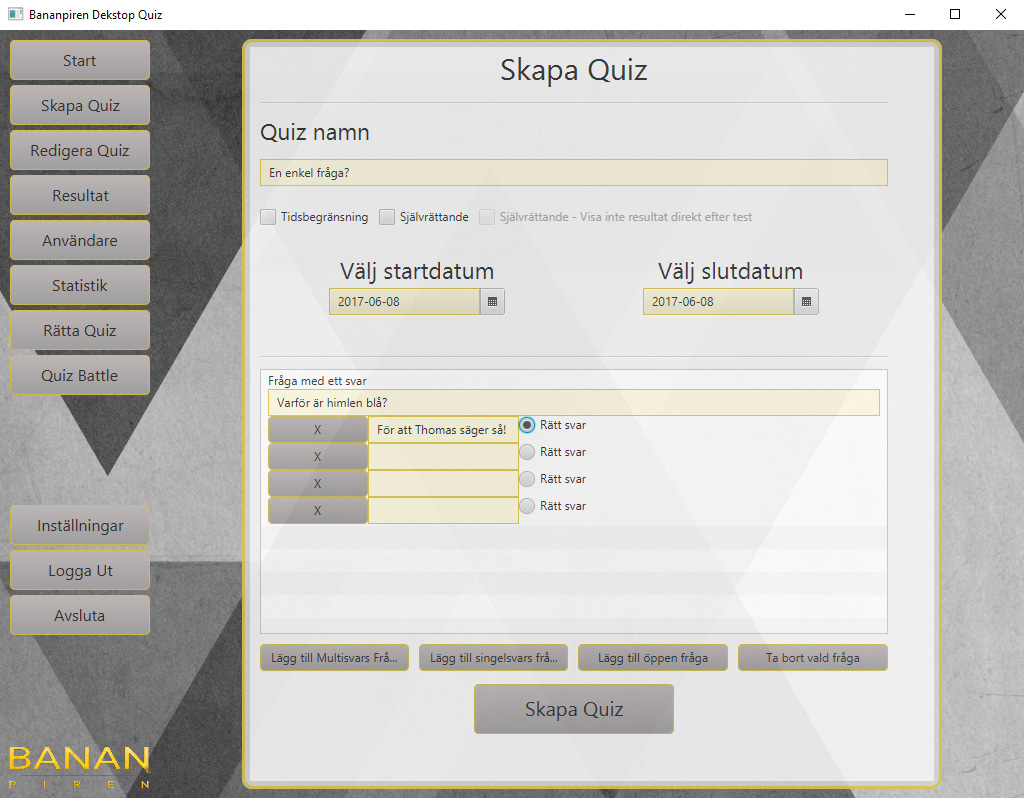 Bananpiren Dekstop Quiz
Start
Skapa Quiz
Redigera Quiz
Resultat
Användare
Statistik
Rätta Quiz
Quiz Battle
Inställningar
Logga Ut
Avsluta
BANAN
PIREN
Skapa Quiz
Quiz namn
En enkel fråga?
Tidsbegränsning Självrättande Självrättande - Visa inte resultat direkt efter test
Välj startdatum Välj slutdatum
2017-06-08 2017-06-08
Fråga med ett svar
Varför är himlen blå?
X För att Thomas säger så! Rätt svar
X Rätt svar
X Rätt svar
X Rätt svar
Lägg till Multisvars Frå... Lägg till singelsvars frå... Lägg till öppen fråga Ta bort vald fråga
Skapa Quiz